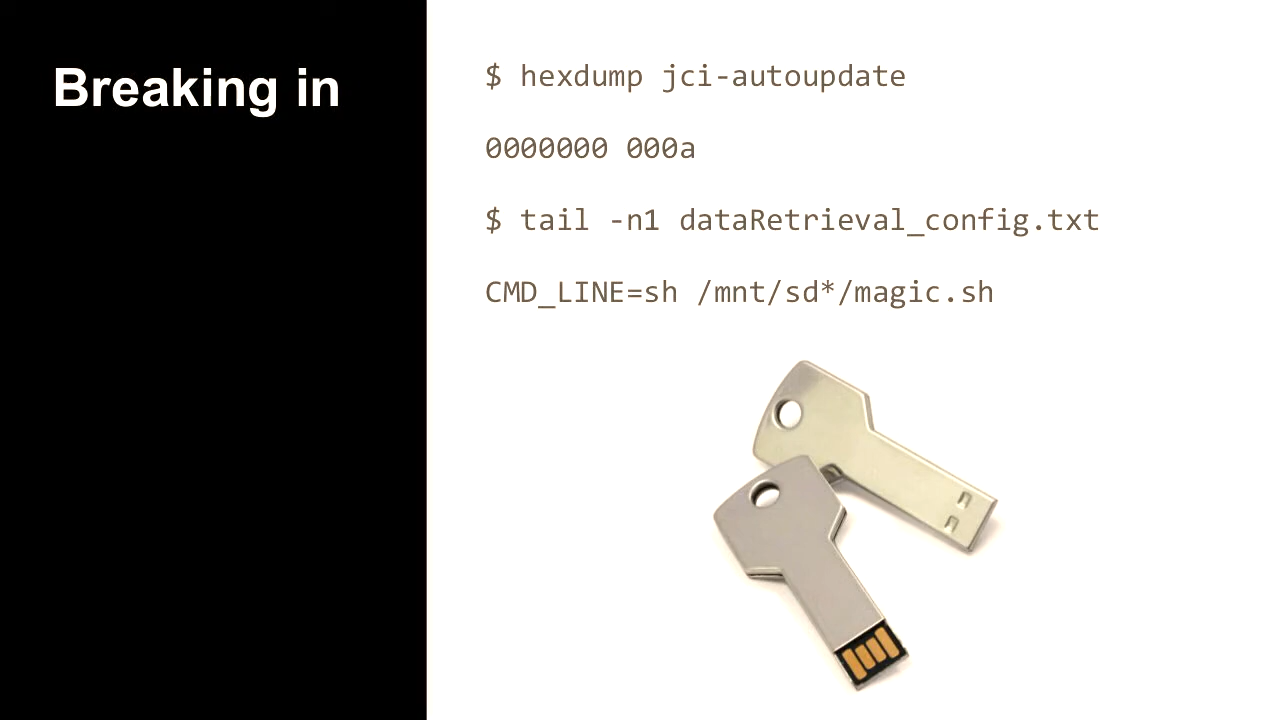 Breaking in
$ hexdump jci-autoupdate
0000000 000a
$ tail -n1 dataRetrieval_config.txt
CMD_LINE=sh /mnt/sd*/magic.sh